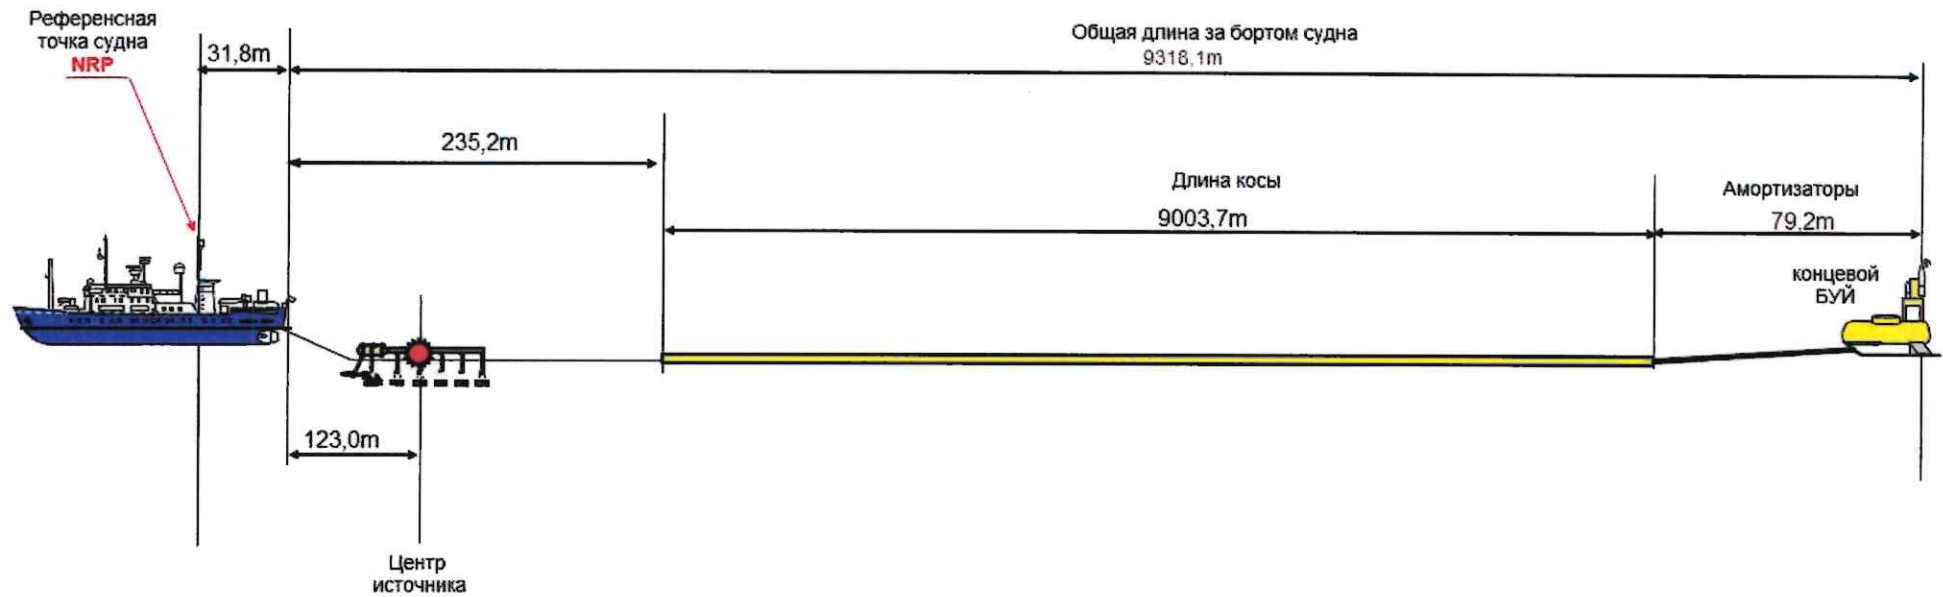 Референсная
точка судна
NRP
31,8m
Общая длина за бортом судна
9318,1m
235,2m
Длина косы
9003,7m
Амортизаторы
79.2m
концевой
БУЙ
123,0m
Центр
источника